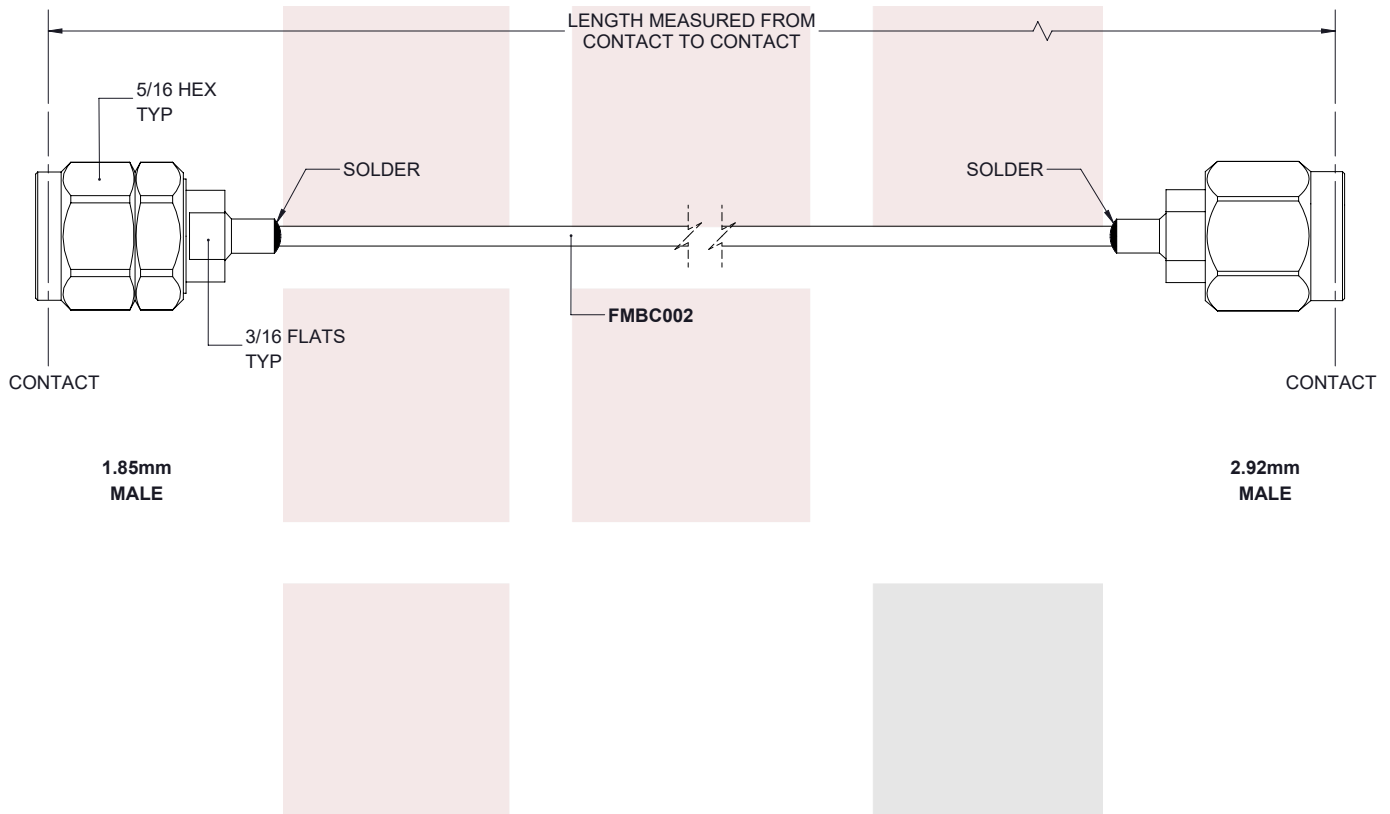 LENGTH MEASURED FROM
CONTACT TO CONTACT
5/16 HEX
TYP
SOLDER
SOLDER
FMBC002
3/16 FLATS
TYP
CONTACT
CONTACT
1.85mm
MALE
2.92mm
MALE